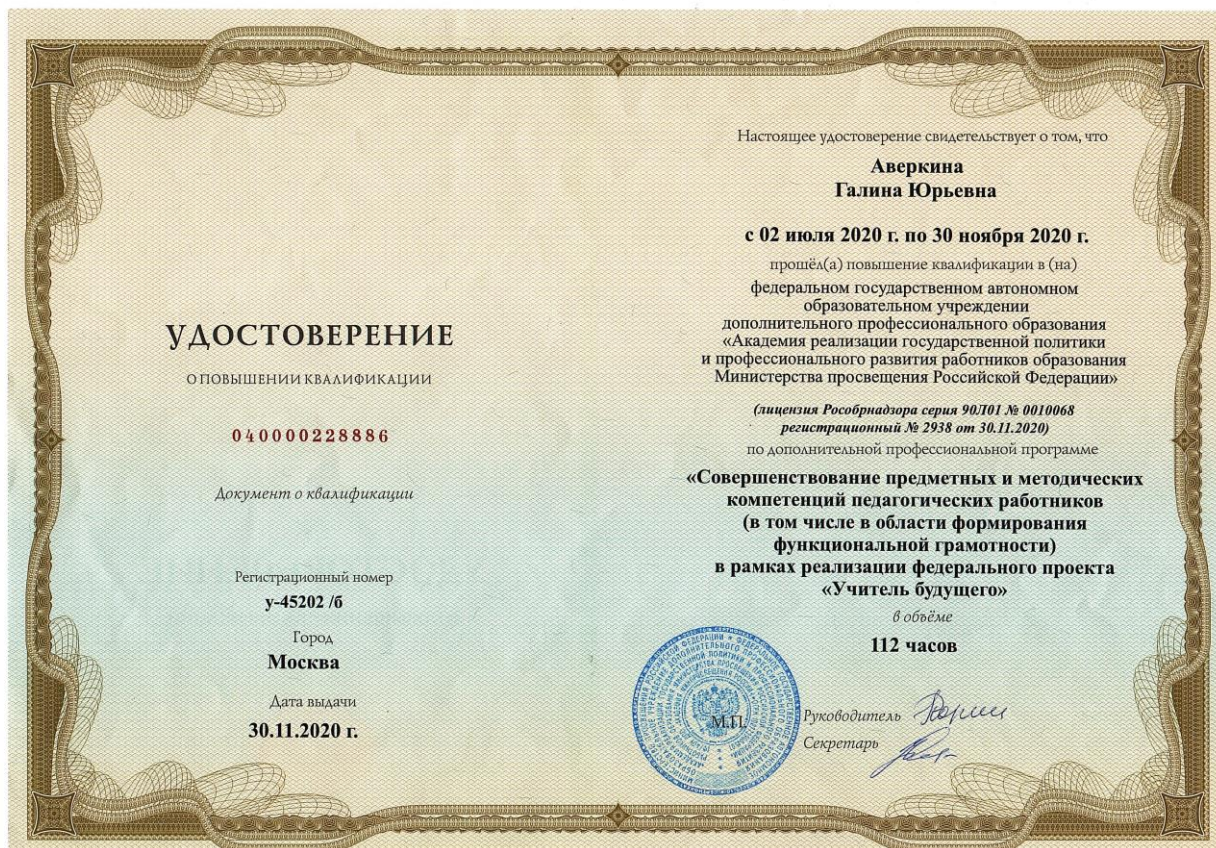 УДОСТОВЕРЕНИЕ
О ПОВЫШЕНИИ КВАЛИФИКАЦИИ
040000228886
Документ о квалификации
Регистрационный номер
у-45202 /б
Город
Москва
Дата выдачи
30.11.2020 г.
Настоящее удостоверение свидетельствует о том, что
Аверкина
Галина Юрьевна
с 02 июля 2020 г. по 30 ноября 2020 г.
прошёл(а) повышение квалификации в (на)
федеральном государственном автономном
образовательном учреждении
дополнительного профессионального образования
«Академия реализации государственной политики
и профессионального развития работников образования
Министерства просвещения Российской Федерации»
(лицензия Рособрнадзора серия 90Л01 № 0010068
регистрационный № 2938 от 30.11.2020)
по дополнительной профессиональной программе
«Совершенствование предметных и методических
компетенций педагогических работников
(в том числе в области формирования
функциональной грамотности)
в рамках реализации федерального проекта
«Учитель будущего»
в объёме
112 часов
М.П.
Руководитель
Секретарь